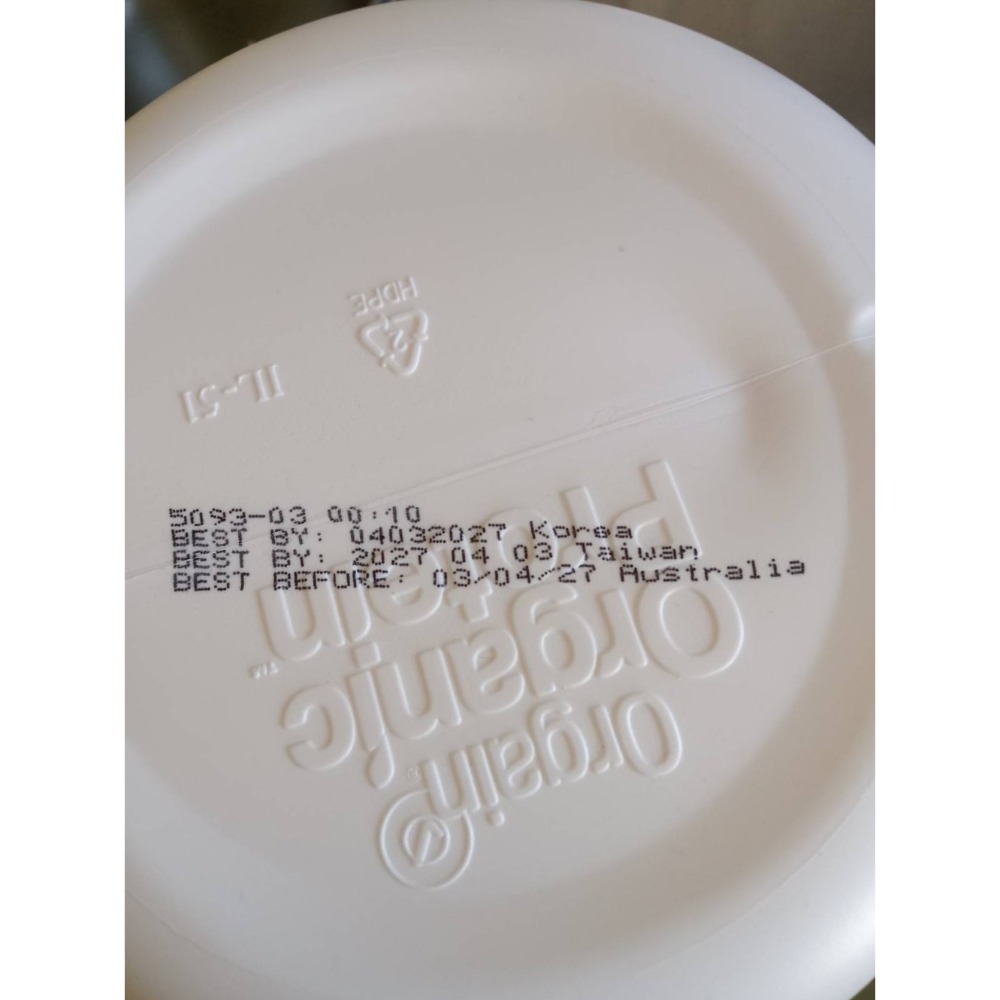 5093-03 00:10
BEST BY: 04032027 Korea
BEST BY: 2027 04 03 Taiwan
BEST BEFORE: 03/04/27 Australia
HDPE
2
IL-51
Orgain®
Organic
Protein™